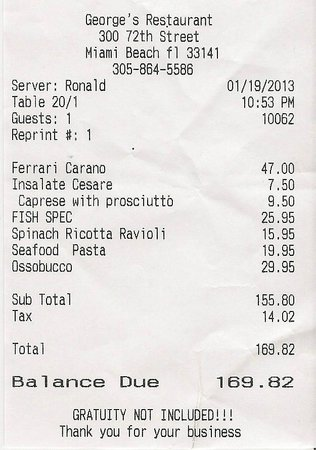 George's Restaurant
300 72th Street
Miami Beach fl 33141
305-864-5586
Server: Ronald 01/19/2013
Table 20/1 10:53 PM
Guests: 1 10062
Reprint #: 1
Ferrari Carano 47.00
Insalate Cesare 7.50
Caprese with prosciutto 9.50
FISH SPEC 25.95
Spinach Ricotta Ravioli 15.95
Seafood Pasta 19.95
Ossobucco 29.95
Sub Total 155.80
Tax 14.02
Total 169.82
Balance Due 169.82
GRATUITY NOT INCLUDED!!!
Thank you for your business